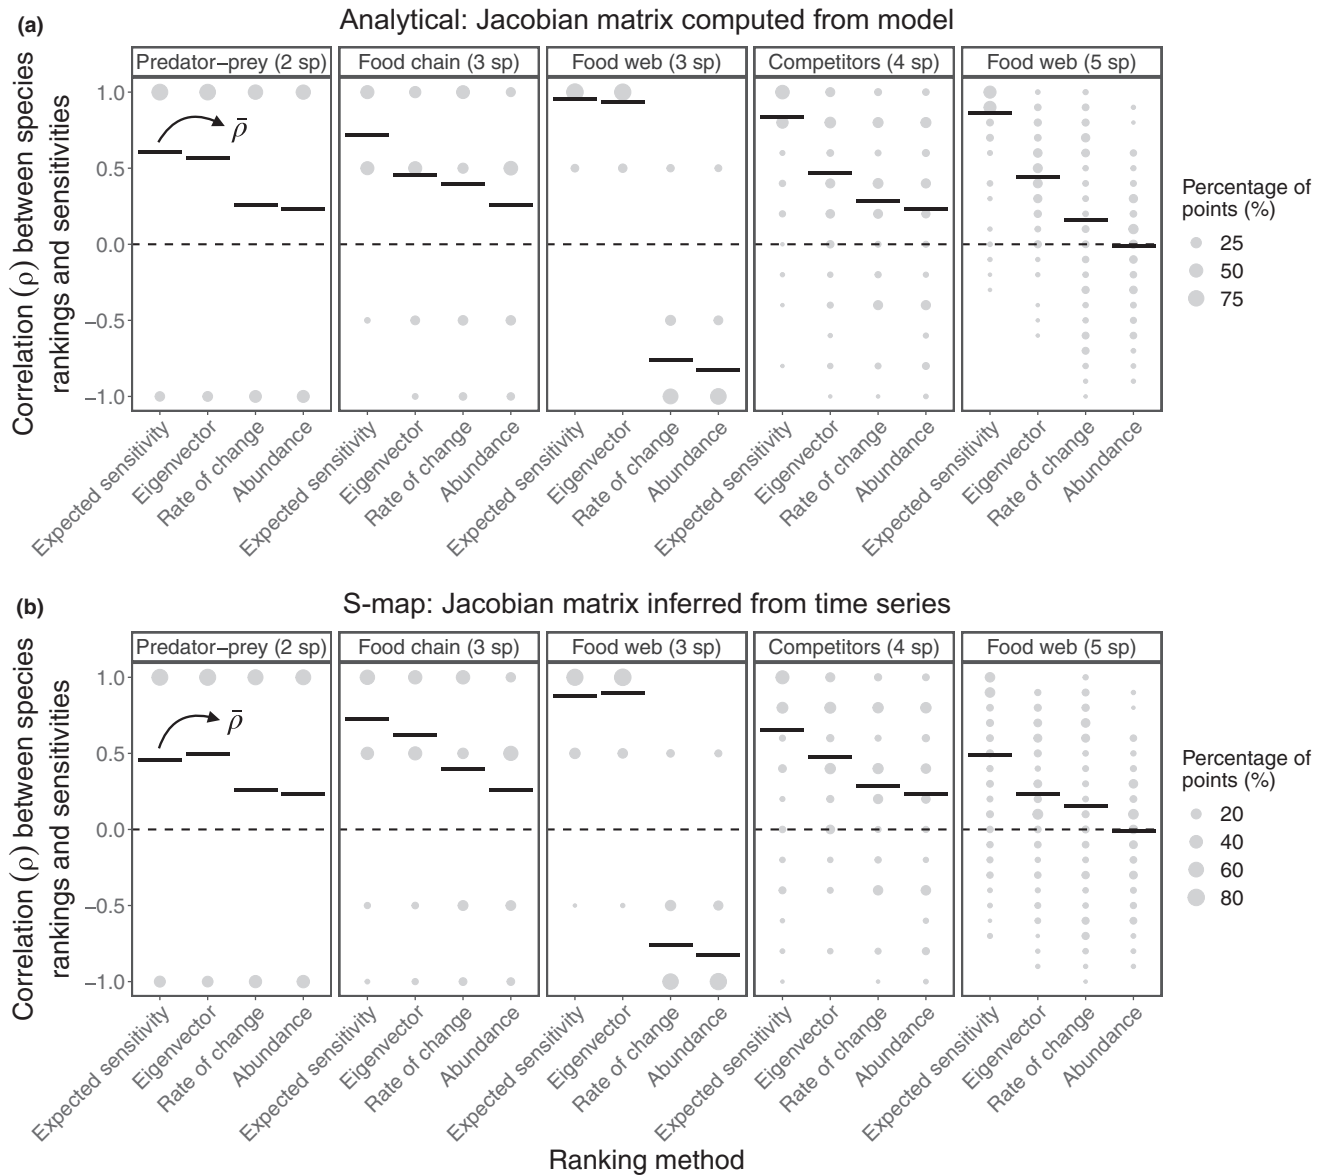 (a)
Analytical: Jacobian matrix computed from model
Correlation (ρ) between species
rankings and sensitivities
Predator−prey (2 sp)
Food chain (3 sp)
Food web (3 sp)
Competitors (4 sp)
Food web (5 sp)
1.0
0.5
0.0
−0.5
−1.0
ρ̄
Expected sensitivity
Eigenvector
Rate of change
Abundance
Expected sensitivity
Eigenvector
Rate of change
Abundance
Expected sensitivity
Eigenvector
Rate of change
Abundance
Expected sensitivity
Eigenvector
Rate of change
Abundance
Expected sensitivity
Eigenvector
Rate of change
Abundance
Percentage of
points (%)
25
50
75
(b)
S-map: Jacobian matrix inferred from time series
Correlation (ρ) between species
rankings and sensitivities
Predator−prey (2 sp)
Food chain (3 sp)
Food web (3 sp)
Competitors (4 sp)
Food web (5 sp)
1.0
0.5
0.0
−0.5
−1.0
ρ̄
Expected sensitivity
Eigenvector
Rate of change
Abundance
Expected sensitivity
Eigenvector
Rate of change
Abundance
Expected sensitivity
Eigenvector
Rate of change
Abundance
Expected sensitivity
Eigenvector
Rate of change
Abundance
Expected sensitivity
Eigenvector
Rate of change
Abundance
Percentage of
points (%)
20
40
60
80
Ranking method